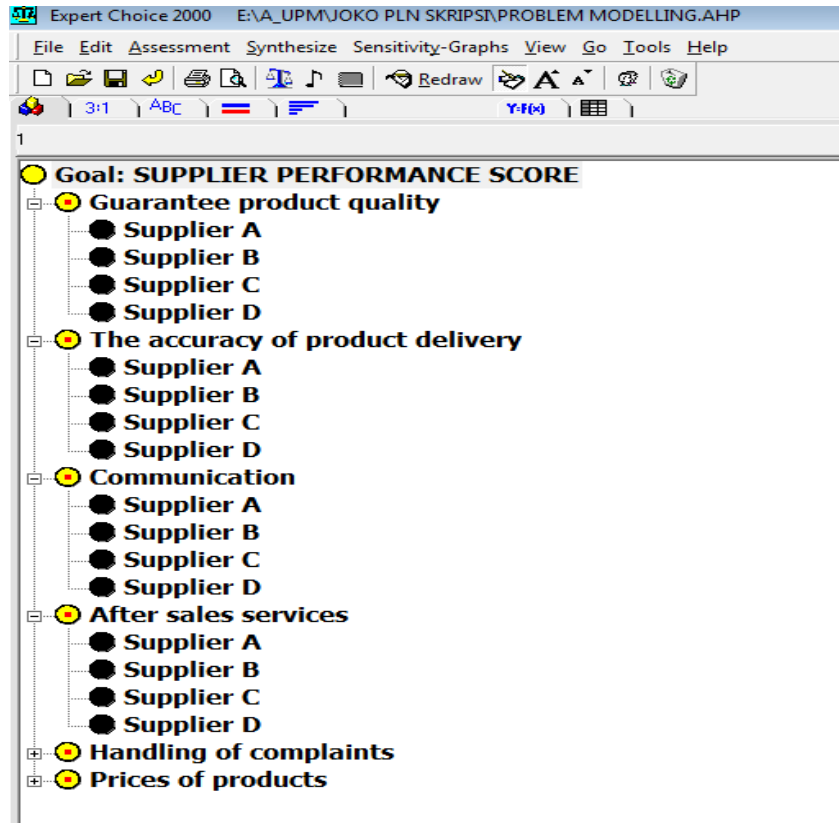 Expert Choice 2000 E:\A_UPM\JOKO PLN SKRIPSI\PROBLEM MODELLING.AHP
File Edit Assessment Synthesize Sensitivity-Graphs View Go Tools Help
Redraw A A
3:1 ABC Y=F(x)
1
Goal: SUPPLIER PERFORMANCE SCORE
Guarantee product quality
Supplier A
Supplier B
Supplier C
Supplier D
The accuracy of product delivery
Supplier A
Supplier B
Supplier C
Supplier D
Communication
Supplier A
Supplier B
Supplier C
Supplier D
After sales services
Supplier A
Supplier B
Supplier C
Supplier D
Handling of complaints
Prices of products